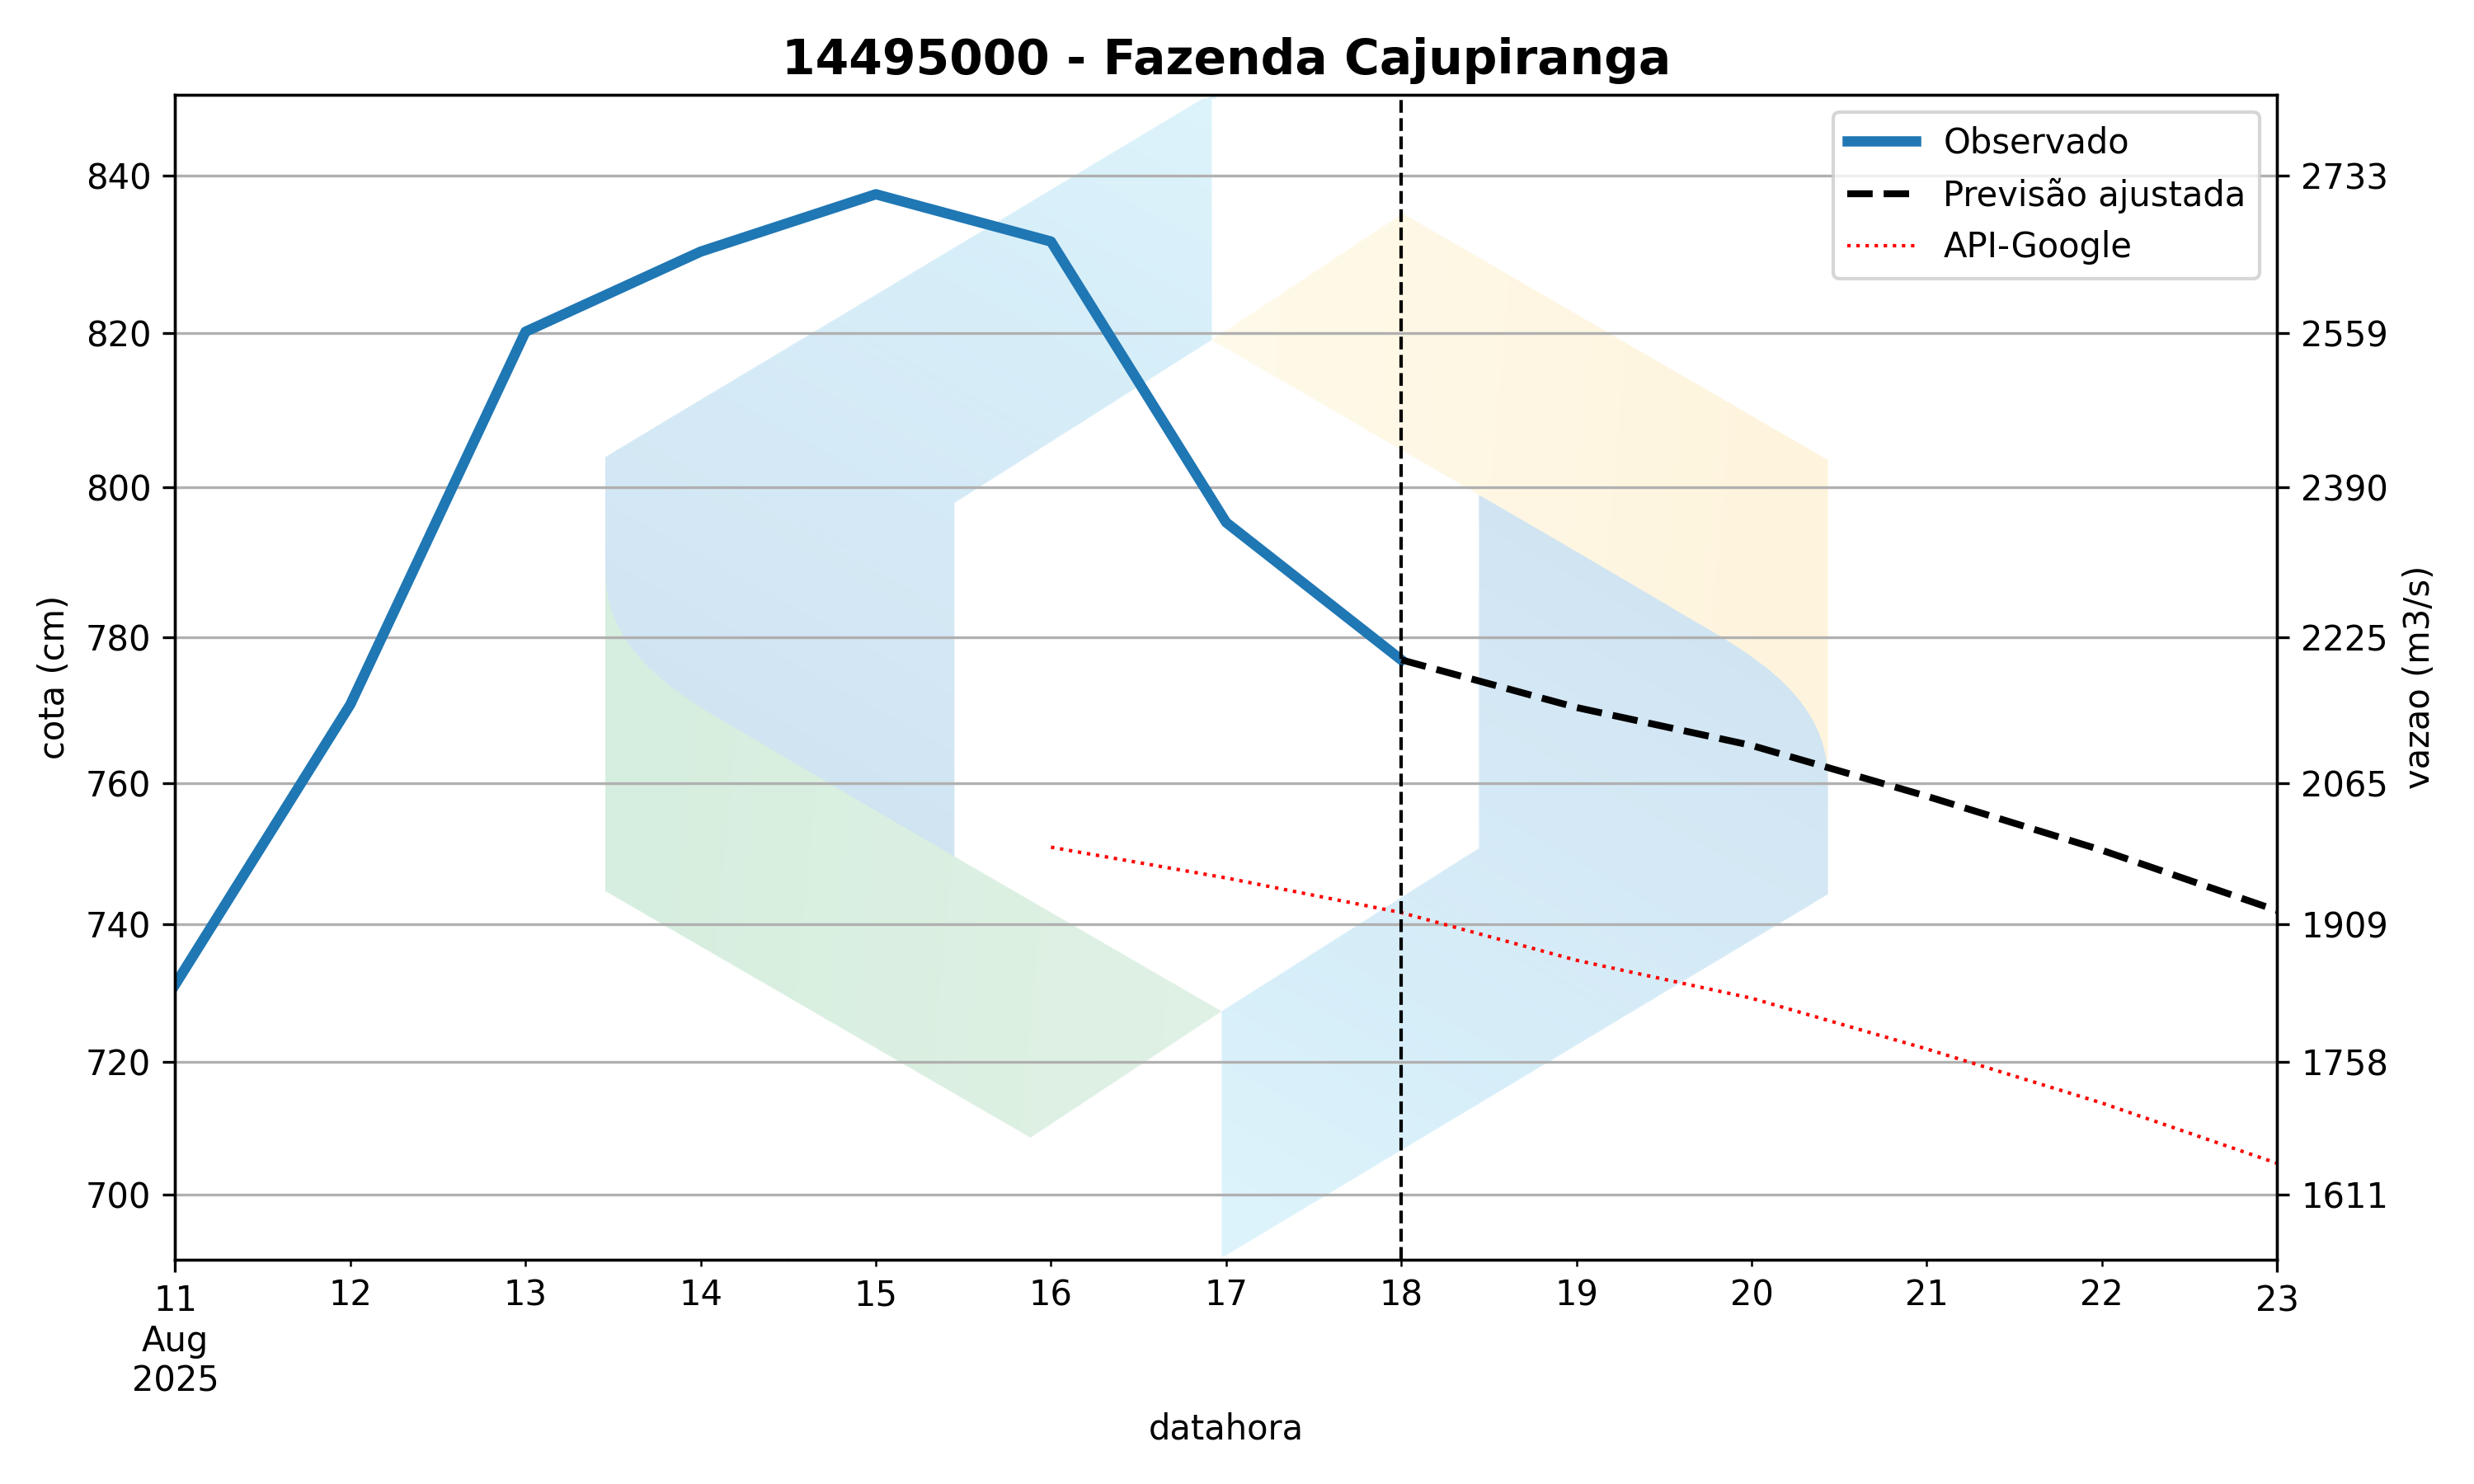 14495000 - Fazenda Cajupiranga
Observado
Previsão ajustada
API-Google
cota (cm)
840
820
800
780
760
740
720
700
2733
2559
2390
2225
2065
1909
1758
1611
vazao (m3/s)
11 12 13 14 15 16 17 18 19 20 21 22 23
Aug
2025
datahora